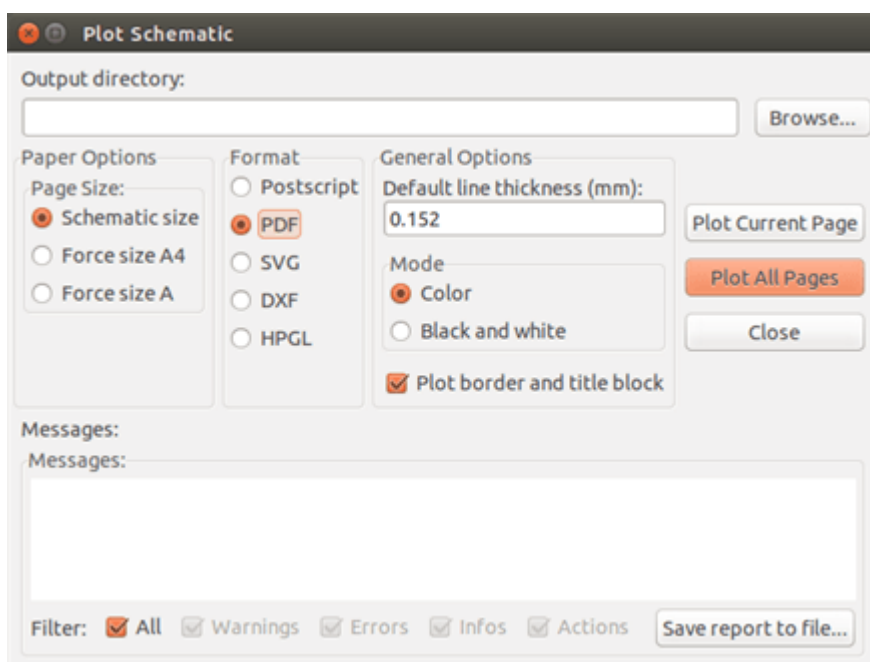 Plot Schematic
Output directory:
Browse...
Paper Options
Page Size:
Schematic size
Force size A4
Force size A
Format
Postscript
PDF
SVG
DXF
HPGL
General Options
Default line thickness (mm):
0.152
Mode
Color
Black and white
Plot border and title block
Plot Current Page
Plot All Pages
Close
Messages:
Messages:
Filter: All Warnings Errors Infos Actions Save report to file...